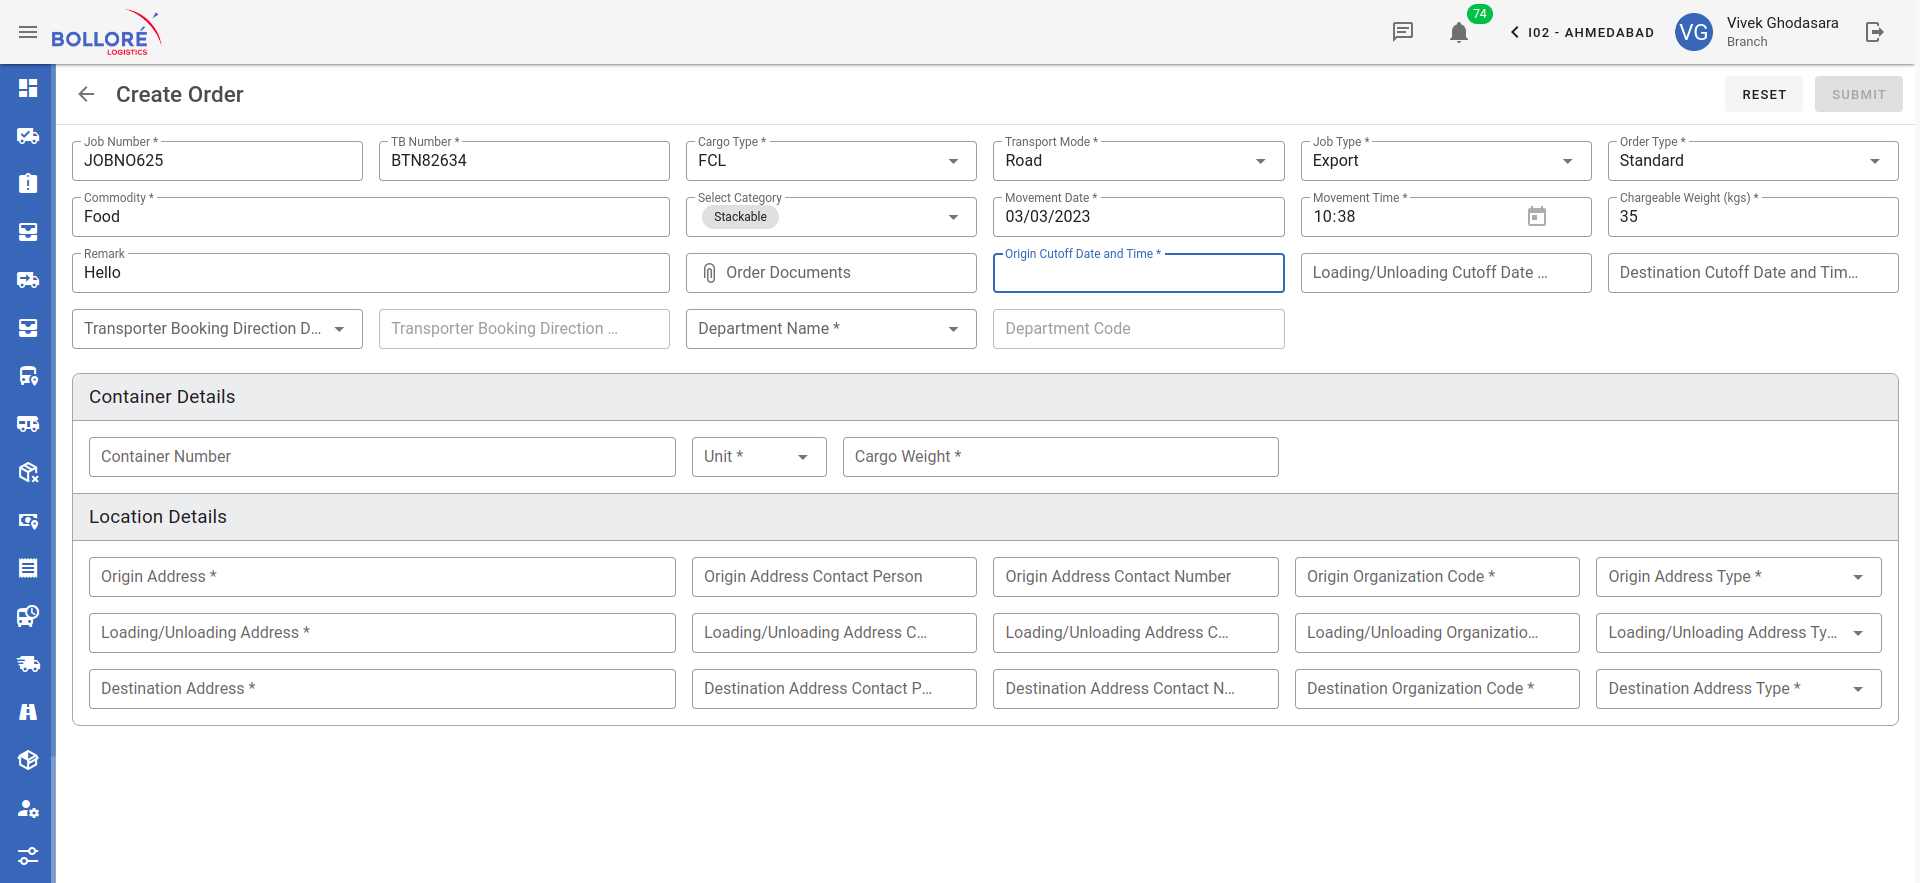 BOLLORÉ
LOGISTICS
74
I02 - AHMEDABAD
VG
Vivek Ghodasara
Branch
Create Order
RESET
SUBMIT
Job Number *
JOBNO625
TB Number *
BTN82634
Cargo Type *
FCL
Transport Mode *
Road
Job Type *
Export
Order Type *
Standard
Commodity *
Food
Select Category
Stackable
Movement Date *
03/03/2023
Movement Time *
10:38
Chargeable Weight (kgs) *
35
Remark
Hello
Order Documents
Origin Cutoff Date and Time *
Loading/Unloading Cutoff Date ...
Destination Cutoff Date and Tim...
Transporter Booking Direction D...
Transporter Booking Direction ...
Department Name *
Department Code
Container Details
Container Number
Unit *
Cargo Weight *
Location Details
Origin Address *
Origin Address Contact Person
Origin Address Contact Number
Origin Organization Code *
Origin Address Type *
Loading/Unloading Address *
Loading/Unloading Address C...
Loading/Unloading Address C...
Loading/Unloading Organizatio...
Loading/Unloading Address Ty...
Destination Address *
Destination Address Contact P...
Destination Address Contact N...
Destination Organization Code *
Destination Address Type *